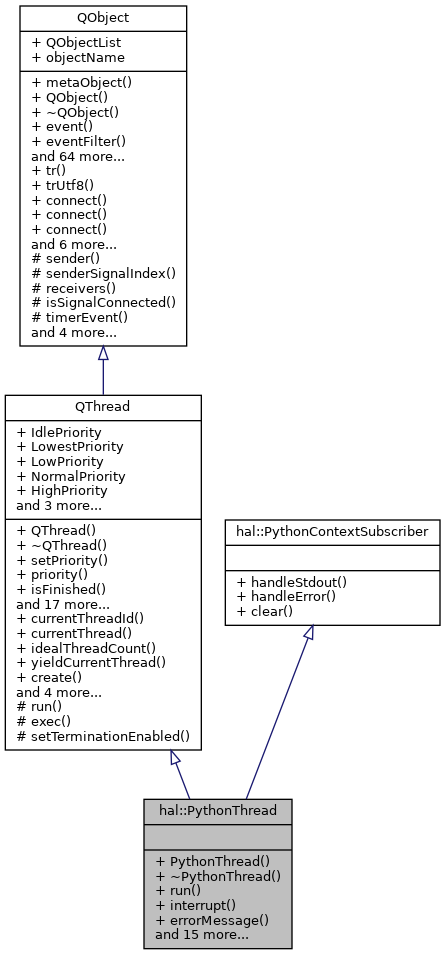 QObject
+ QObjectList
+ objectName
+ metaObject()
+ QObject()
+ ~QObject()
+ event()
+ eventFilter()
and 64 more...
+ tr()
+ trUtf8()
+ connect()
+ connect()
+ connect()
and 6 more...
# sender()
# senderSignalIndex()
# receivers()
# isSignalConnected()
# timerEvent()
and 4 more...
QThread
+ IdlePriority
+ LowestPriority
+ LowPriority
+ NormalPriority
+ HighPriority
and 3 more...
+ QThread()
+ ~QThread()
+ setPriority()
+ priority()
+ isFinished()
and 17 more...
+ currentThreadId()
+ currentThread()
+ idealThreadCount()
+ yieldCurrentThread()
+ create()
and 4 more...
# run()
# exec()
# setTerminationEnabled()
hal::PythonContextSubscriber
+ handleStdout()
+ handleError()
+ clear()
hal::PythonThread
+ PythonThread()
+ ~PythonThread()
+ run()
+ interrupt()
+ errorMessage()
and 15 more...